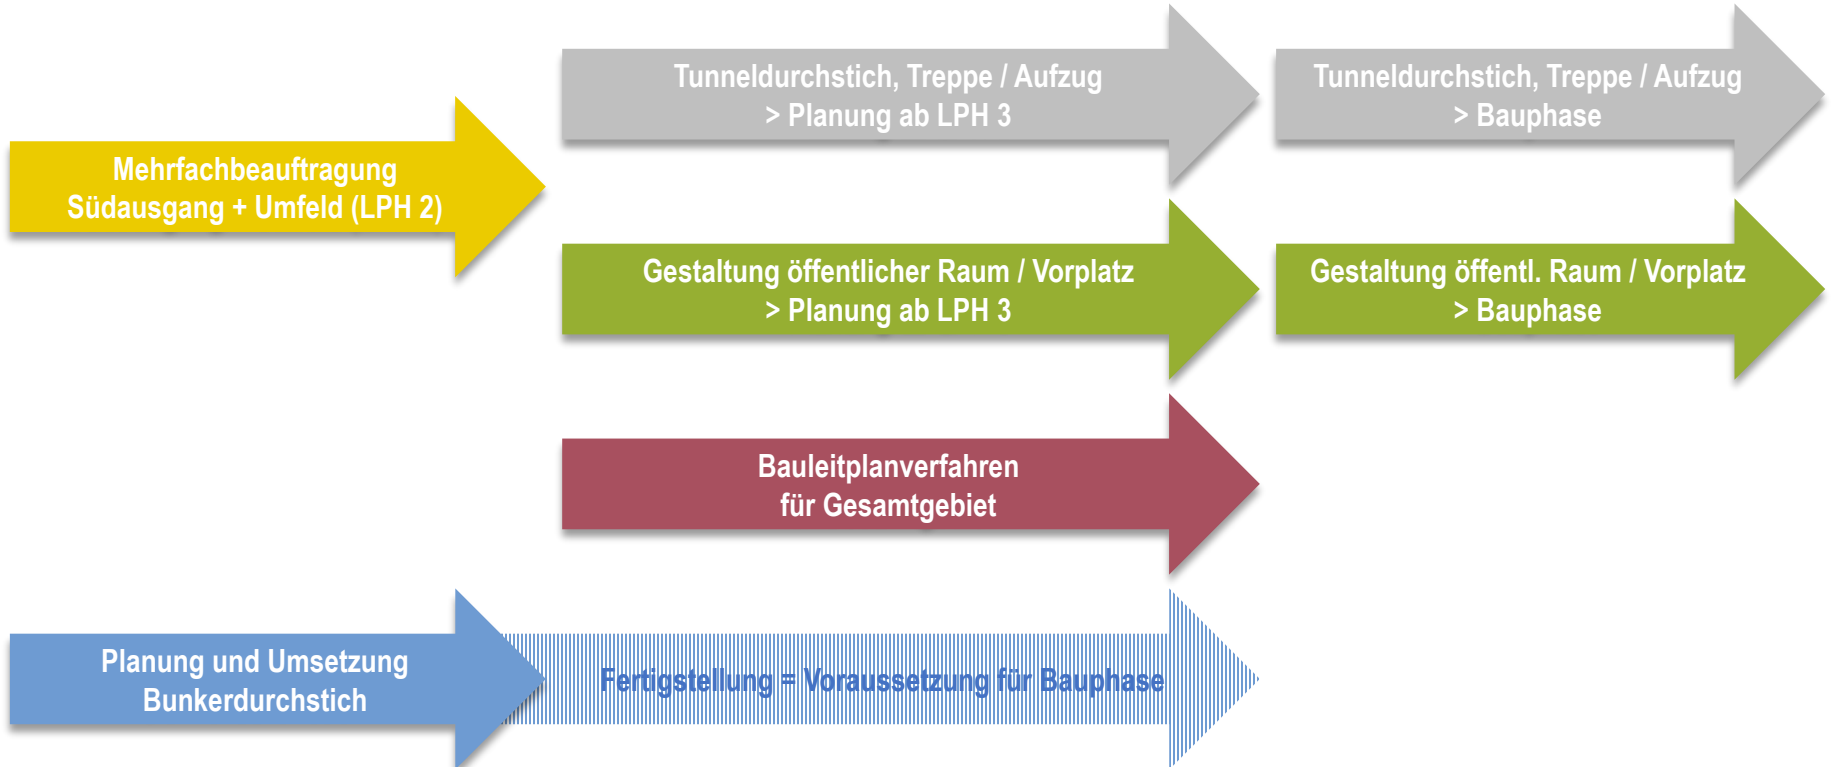 Tunneldurchstich, Treppe / Aufzug
> Planung ab LPH 3
Tunneldurchstich, Treppe / Aufzug
> Bauphase
Mehrfachbeauftragung
Südausgang + Umfeld (LPH 2)
Gestaltung öffentlicher Raum / Vorplatz
> Planung ab LPH 3
Gestaltung öffentl. Raum / Vorplatz
> Bauphase
Bauleitplanverfahren
für Gesamtgebiet
Planung und Umsetzung
Bunkerdurchstich
Fertigstellung = Voraussetzung für Bauphase